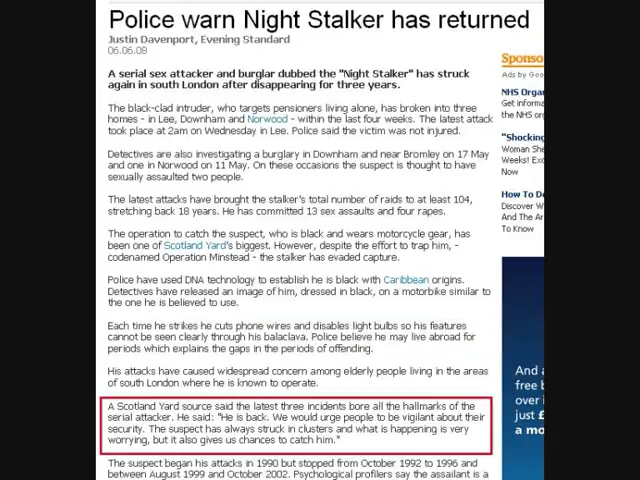 Police warn Night Stalker has returned
Justin Davenport, Evening Standard
06.06.08
A serial sex attacker and burglar dubbed the "Night Stalker" has struck
again in south London after disappearing for three years.
The black-clad intruder, who targets pensioners living alone, has broken into three
homes - in Lee, Downham and Norwood - within the last four weeks. The latest attack
took place at 2am on Wednesday in Lee. Police said the victim was not injured.
Detectives are also investigating a burglary in Downham and near Bromley on 17 May
and one in Norwood on 11 May. On these occasions the suspect is thought to have
sexually assaulted two people.
The latest attacks have brought the stalker's total number of raids to at least 104,
stretching back 18 years. He has committed 13 sex assaults and four rapes.
The operation to catch the suspect, who is black and wears motorcycle gear, has
been one of Scotland Yard's biggest. However, despite the effort to trap him, -
codenamed Operation Minstead - the stalker has evaded capture.
Police have used DNA technology to establish he is black with Caribbean origins.
Detectives have released an image of him, dressed in black, on a motorbike similar to
the one he is believed to use.
Each time he strikes he cuts phone wires and disables light bulbs so his features
cannot be seen clearly through his balaclava. Police believe he may live abroad for
periods which explains the gaps in the periods of offending.
His attacks have caused widespread concern among elderly people living in the areas
of south London where he is known to operate.
A Scotland Yard source said the latest three incidents bore all the hallmarks of the
serial attacker. He said: "He is back. We would urge people to be vigilant about their
security. The suspect has always struck in clusters and what is happening is very
worrying, but it also gives us chances to catch him."
The suspect began his attacks in 1990 but stopped from October 1992 to 1996 and
between August 1999 and October 2002. Psychological profilers say the assailant is a
Sponso
Ads by Goo
NHS Organ
Get informa
the NHS or
"Shocking
Woman She
Weeks! Exc
Now
How To D
Discover W
And The Ar
To Know
And a
free b
over i
just £
a mo